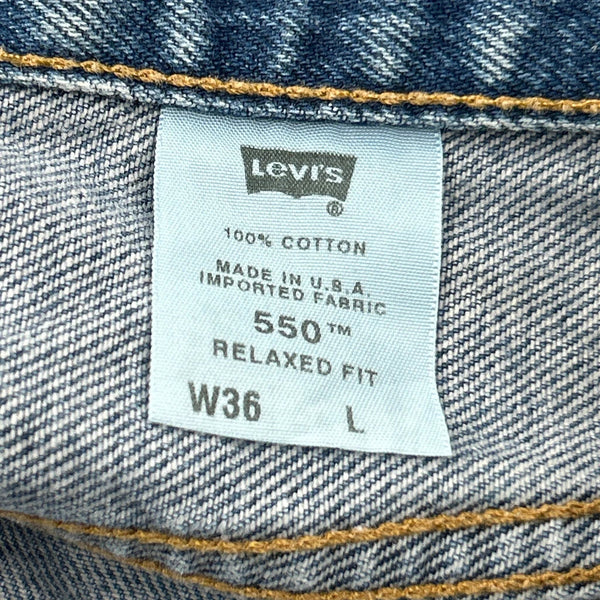 Levi's
®
100% COTTON
MADE IN U.S.A.
IMPORTED FABRIC
550™
RELAXED FIT
W36 L